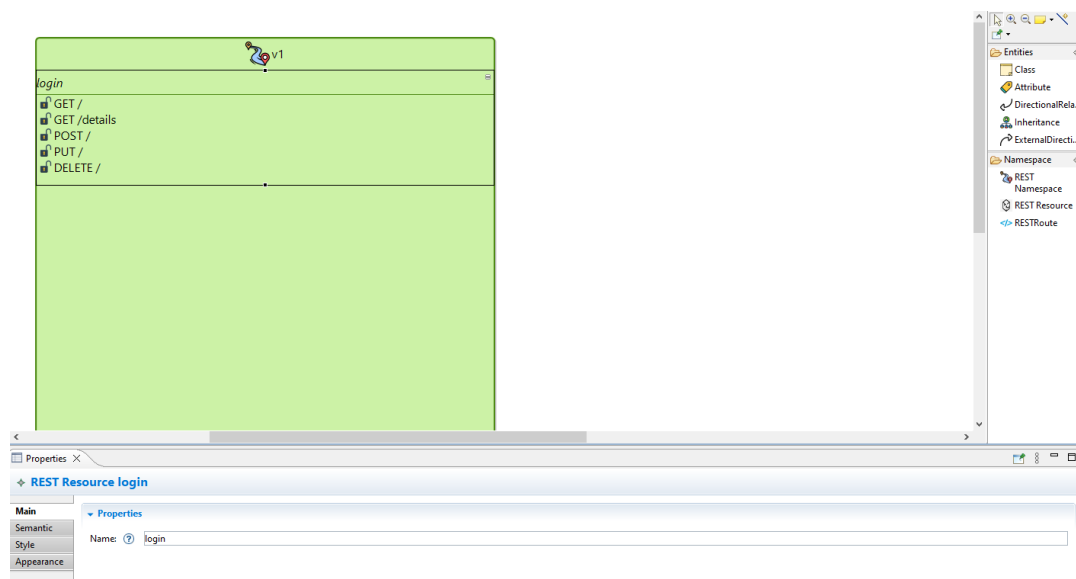 v1
login
GET /
GET /details
POST /
PUT /
DELETE /
Entities
Class
Attribute
DirectionalRela.
Inheritance
ExternalDirecti..
Namespace
REST
Namespace
REST Resource
RESTRoute
Properties
REST Resource login
Main
Semantic
Style
Appearance
Properties
Name: ? login